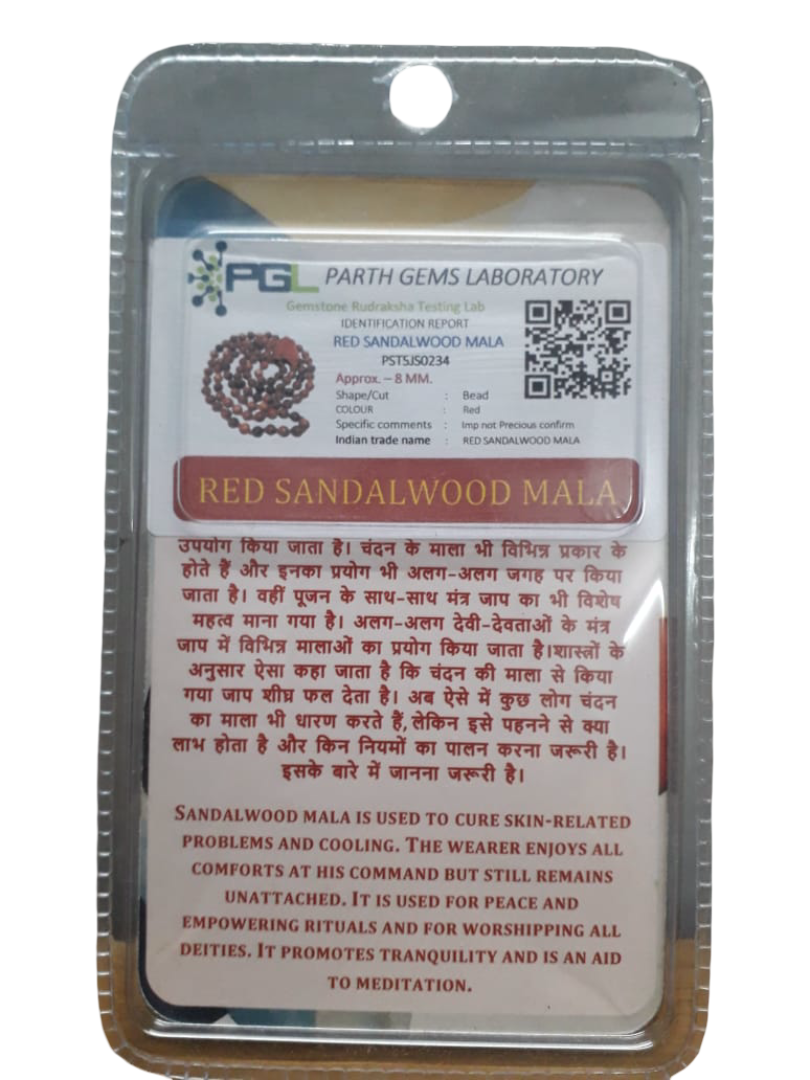 PGL PARTH GEMS LABORATORY
Gemstone Rudraksha Testing Lab
IDENTIFICATION REPORT
RED SANDALWOOD MALA
PSTSJS0234
Approx. – 8 MM.
Shape/Cut : Bead
COLOUR : Red
Specific comments : Imp not Precious confirm
Indian trade name : RED SANDALWOOD MALA
RED SANDALWOOD MALA
उपयोग किया जाता है। चंदन के माला भी विभिन्न प्रकार के
होते हैं और इनका प्रयोग भी अलग-अलग जगह पर किया
जाता है। वहीं पूजन के साथ-साथ मंत्र जाप का भी विशेष
महत्व माना गया है। अलग-अलग देवी-देवताओं के मंत्र
जाप में विभिन्न मालाओं का प्रयोग किया जाता है।शास्त्रों के
अनुसार ऐसा कहा जाता है कि चंदन की माला से किया
गया जाप शीघ्र फल देता है। अब ऐसे में कुछ लोग चंदन
का माला भी धारण करते हैं, लेकिन इसे पहनने से क्या
लाभ होता है और किन नियमों का पालन करना जरूरी है।
इसके बारे में जानना जरूरी है।
SANDALWOOD MALA IS USED TO CURE SKIN-RELATED
PROBLEMS AND COOLING. THE WEARER ENJOYS ALL
COMFORTS AT HIS COMMAND BUT STILL REMAINS
UNATTACHED. IT IS USED FOR PEACE AND
EMPOWERING RITUALS AND FOR WORSHIPPING ALL
DEITIES. IT PROMOTES TRANQUILITY AND IS AN AID
TO MEDITATION.